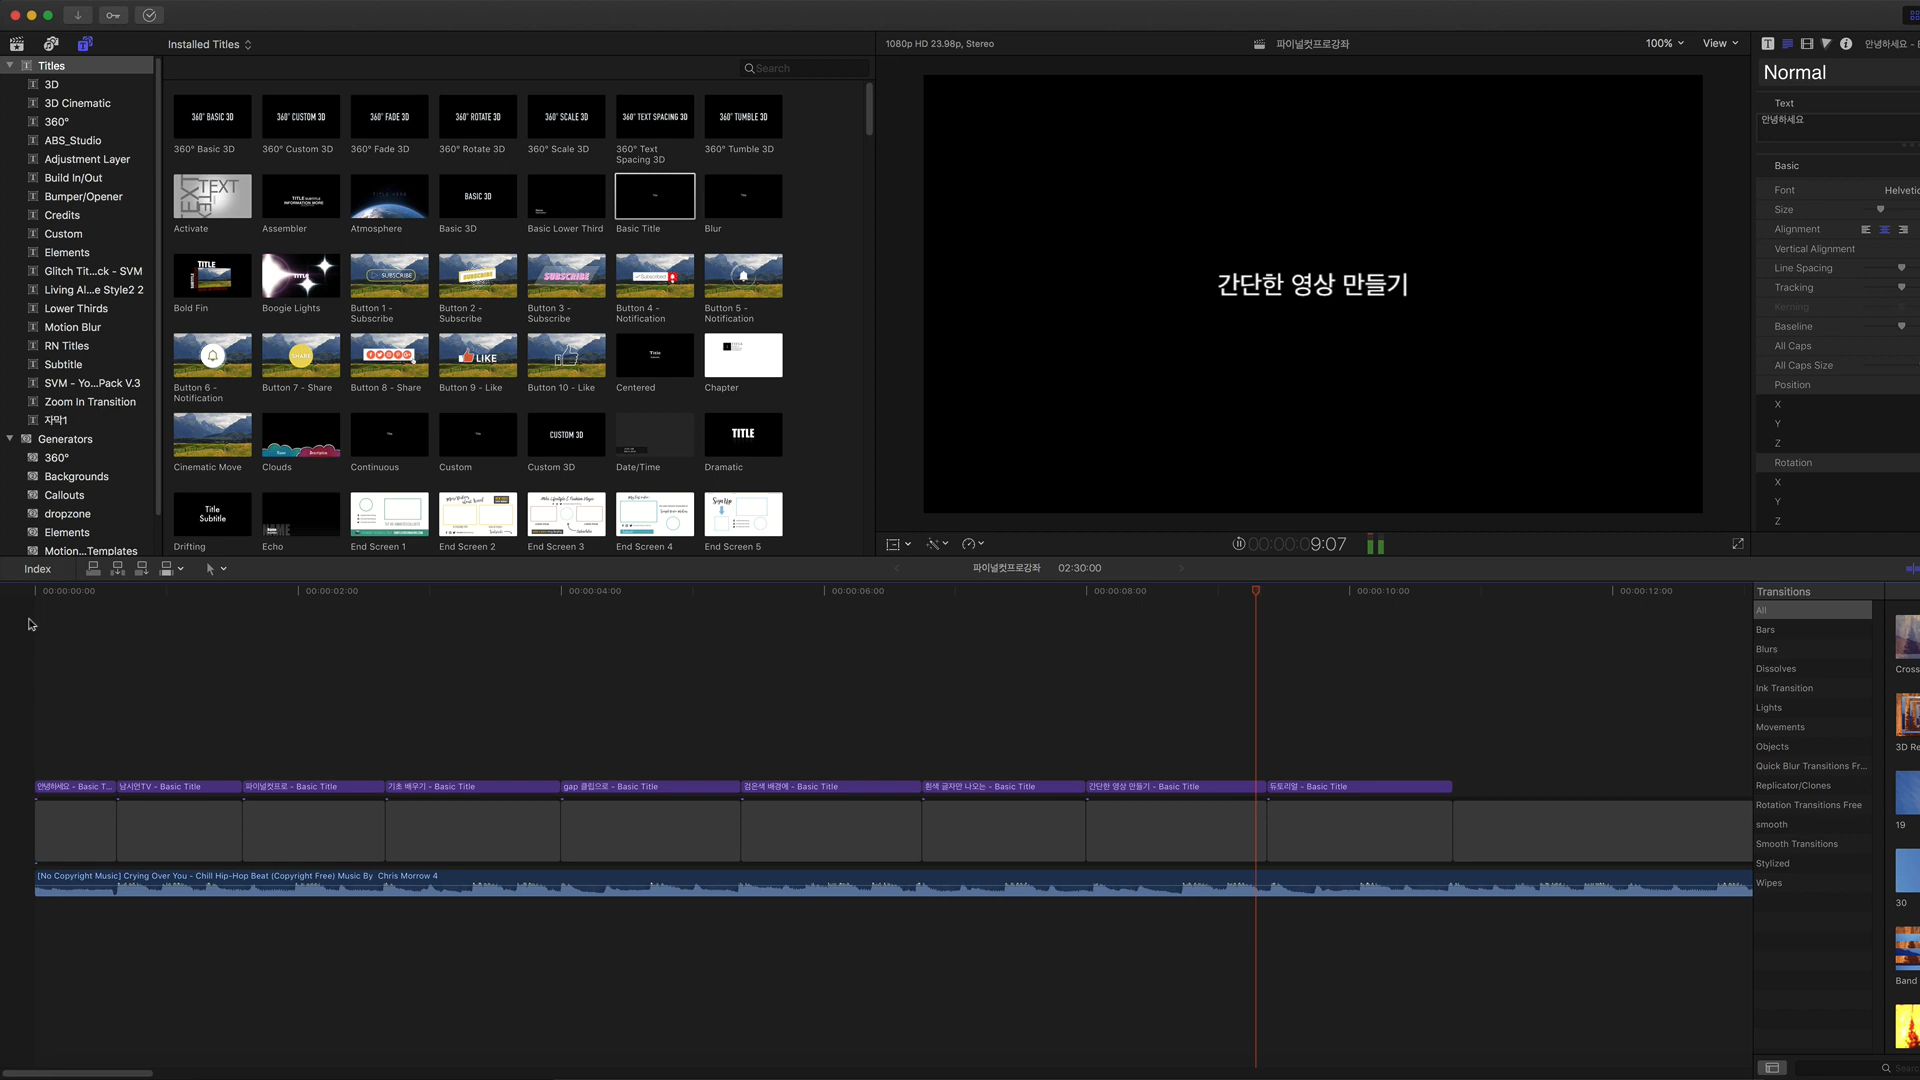 Installed Titles
1080p HD 23.98p, Stereo
파이널컷프로강좌
100%
View
안녕하세요 -
Titles
3D
3D Cinematic
360°
ABS_Studio
Adjustment Layer
Build In/Out
Bumper/Opener
Credits
Custom
Elements
Glitch Tit...ck - SVM
Living Al...e Style2 2
Lower Thirds
Motion Blur
RN Titles
Subtitle
SVM - Yo...Pack V.3
Zoom In Transition
자막1
Generators
360°
Backgrounds
Callouts
dropzone
Elements
Motion...Templates
Search
360° BASIC 3D
360° CUSTOM 3D
360° FADE 3D
360° ROTATE 3D
360° SCALE 3D
360° TEXT SPACING 3D
360° TUMBLE 3D
360° Basic 3D
360° Custom 3D
360° Fade 3D
360° Rotate 3D
360° Scale 3D
360° Text Spacing 3D
360° Tumble 3D
TEXT
BASIC 3D
Activate
Assembler
Atmosphere
Basic 3D
Basic Lower Third
Basic Title
Blur
TITLE
SUBSCRIBE
SUBSCRIBE
SUBSCRIBE
Subscribed
Bold Fin
Boogie Lights
Button 1 - Subscribe
Button 2 - Subscribe
Button 3 - Subscribe
Button 4 - Notification
Button 5 - Notification
SHARE
LIKE
Title
Button 6 - Notification
Button 7 - Share
Button 8 - Share
Button 9 - Like
Button 10 - Like
Centered
Chapter
CUSTOM 3D
TITLE
Cinematic Move
Clouds
Continuous
Custom
Custom 3D
Date/Time
Dramatic
Title
Subtitle
NAME
Sign Up
Drifting
Echo
End Screen 1
End Screen 2
End Screen 3
End Screen 4
End Screen 5
간단한 영상 만들기
00:00:00:09:07
Normal
Text
안녕하세요
Basic
Font
Helvetic
Size
Alignment
Vertical Alignment
Line Spacing
Tracking
Kerning
Baseline
All Caps
All Caps Size
Position
X
Y
Z
Rotation
X
Y
Z
Index
파이널컷프로강좌
02:30:00
00:00:00:00
00:00:02:00
00:00:04:00
00:00:06:00
00:00:08:00
00:00:10:00
00:00:12:00
안녕하세요 - Basic T...
남시언TV - Basic Title
파이널컷프로 - Basic Title
기초 배우기 - Basic Title
gap 클립으로 - Basic Title
검은색 배경에 - Basic Title
흰색 글자만 나오는 - Basic Title
간단한 영상 만들기 - Basic Title
듀토리얼 - Basic Title
[No Copyright Music] Crying Over You - Chill Hip-Hop Beat (Copyright Free) Music By Chris Morrow 4
Transitions
All
Bars
Blurs
Dissolves
Ink Transition
Lights
Movements
Objects
Quick Blur Transitions Fr...
Replicator/Clones
Rotation Transitions Free
smooth
Smooth Transitions
Stylized
Wipes
Cross
3D Re
19
30
Band
Searc